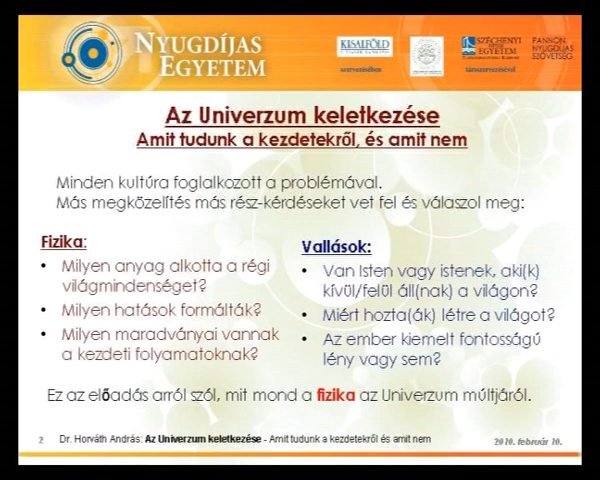 NYUGDÍJAS
EGYETEM
KISALFÖLD
szervezésében
SZÉCHENYI
EGYETEM
társszervezésével
PANNON
NYUGDÍJAS
SZÖVETSÉG
Az Univerzum keletkezése
Amit tudunk a kezdetekről, és amit nem
Minden kultúra foglalkozott a problémával.
Más megközelítés más rész-kérdéseket vet fel és válaszol meg:
Fizika:
• Milyen anyag alkotta a régi
világmindenséget?
• Milyen hatások formálták?
• Milyen maradványai vannak
a kezdeti folyamatoknak?
Vallások:
• Van Isten vagy istenek, aki(k)
kívül/felül áll(nak) a világon?
• Miért hozta(ák) létre a világot?
• Az ember kiemelt fontosságú
lény vagy sem?
Ez az előadás arról szól, mit mond a fizika az Univerzum múltjáról.
2 Dr. Horváth András: Az Univerzum keletkezése - Amit tudunk a kezdetekről és amit nem
2010. február 10.